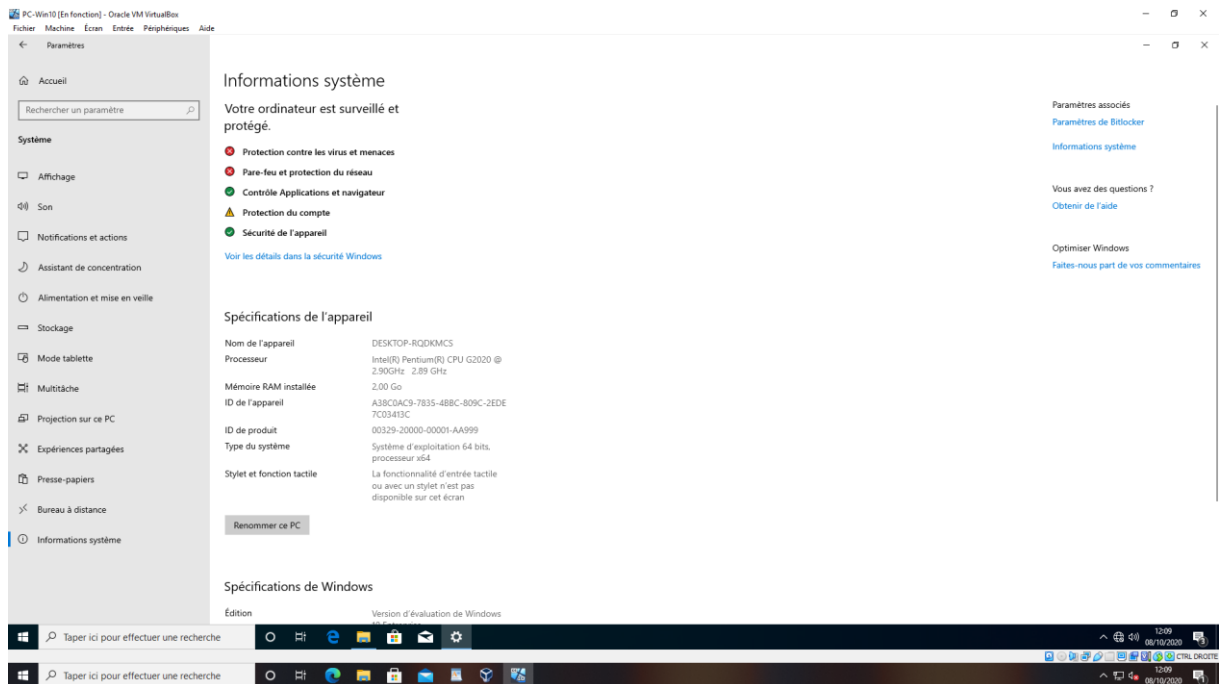 PC-Win10 [En fonction] - Oracle VM VirtualBox
Fichier Machine Écran Entrée Périphériques Aide
Paramètres
Accueil
Rechercher un paramètre
Système
Affichage
Son
Notifications et actions
Assistant de concentration
Alimentation et mise en veille
Stockage
Mode tablette
Multitâche
Projection sur ce PC
Expériences partagées
Presse-papiers
Bureau à distance
Informations système
Informations système
Votre ordinateur est surveillé et
protégé.
Protection contre les virus et menaces
Pare-feu et protection du réseau
Contrôle Applications et navigateur
Protection du compte
Sécurité de l'appareil
Voir les détails dans la sécurité Windows
Spécifications de l'appareil
Nom de l'appareil DESKTOP-RQDKMCS
Processeur Intel(R) Pentium(R) CPU G2020 @
2.90GHz 2.89 GHz
Mémoire RAM installée 2,00 Go
ID de l'appareil A38C0AC9-7835-4BBC-809C-2EDE
7C03413C
ID de produit 00329-20000-00001-AA999
Type du système Système d'exploitation 64 bits,
processeur x64
Stylet et fonction tactile La fonctionnalité d'entrée tactile
ou avec un stylet n'est pas
disponible sur cet écran
Renommer ce PC
Spécifications de Windows
Édition Version d'évaluation de Windows
Paramètres associés
Paramètres de Bitlocker
Informations système
Vous avez des questions ?
Obtenir de l'aide
Optimiser Windows
Faites-nous part de vos commentaires
Taper ici pour effectuer une recherche
12:09
08/10/2020
3
CTRL DROITE
Taper ici pour effectuer une recherche
12:09
08/10/2020
1